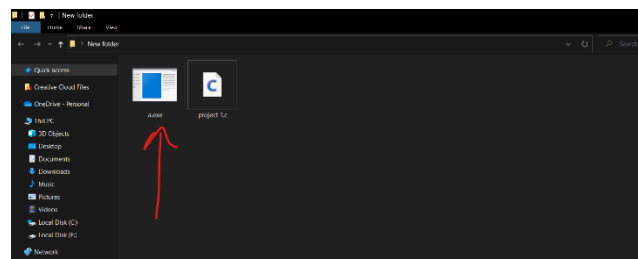 New folder
File Home Share View
New folder
Search
Quick access
Creative Cloud Files
OneDrive - Personal
This PC
3D Objects
Desktop
Documents
Downloads
Music
Pictures
Videos
Local Disk (C:)
Local Disk (F:)
Network
a.exe
project 1.c